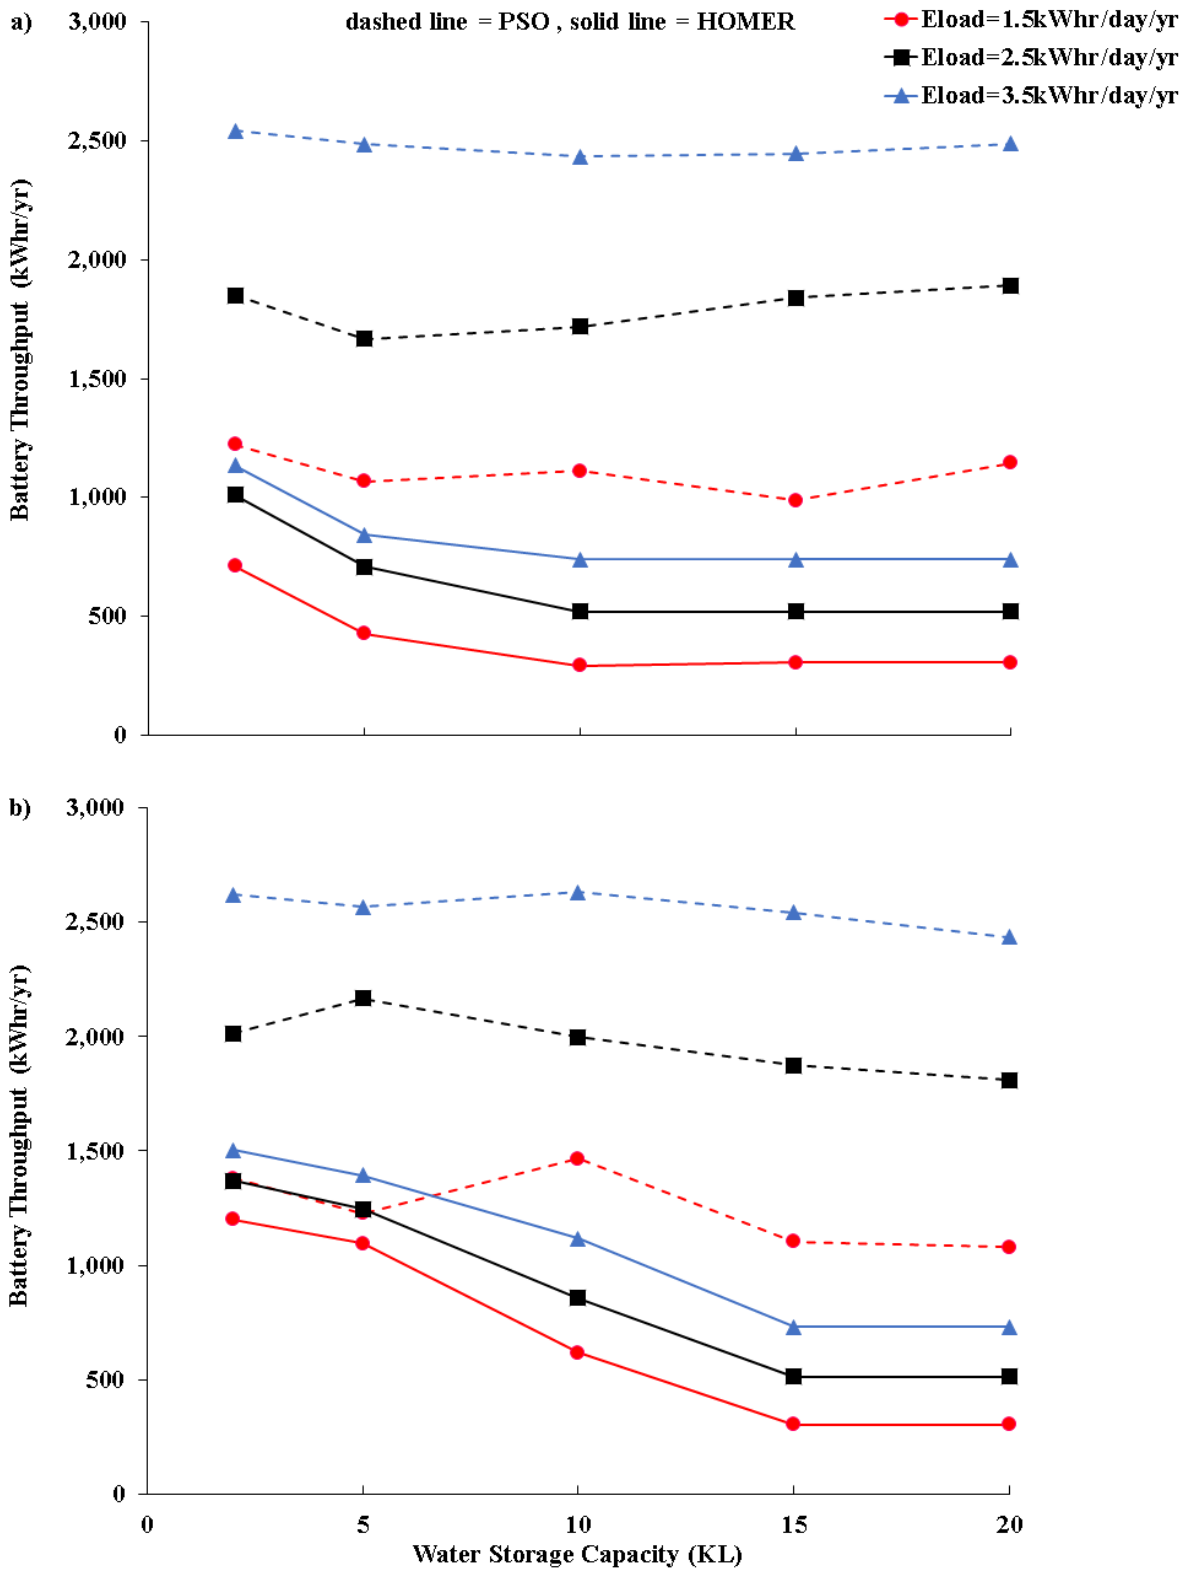 a)
dashed line = PSO , solid line = HOMER
Eload=1.5kWhr/day/yr
Eload=2.5kWhr/day/yr
Eload=3.5kWhr/day/yr
3,000
2,500
2,000
1,500
1,000
500
0
Battery Throughput (kWhr/yr)
b)
3,000
2,500
2,000
1,500
1,000
500
0
Battery Throughput (kWhr/yr)
0 5 10 15 20
Water Storage Capacity (KL)